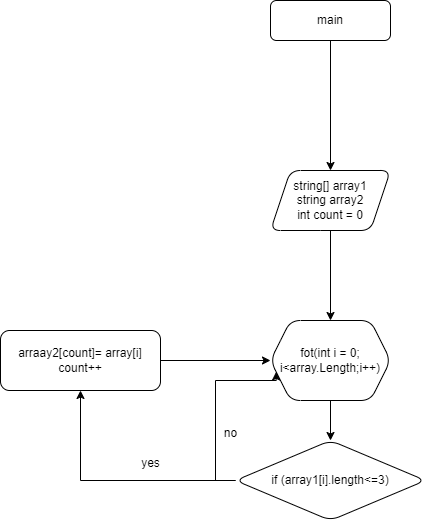 main
string[] array1
string array2
int count = 0
fot(int i = 0;
i<array.Length;i++)
arraay2[count]= array[i]
count++
no
yes
if (array1[i].length<=3)